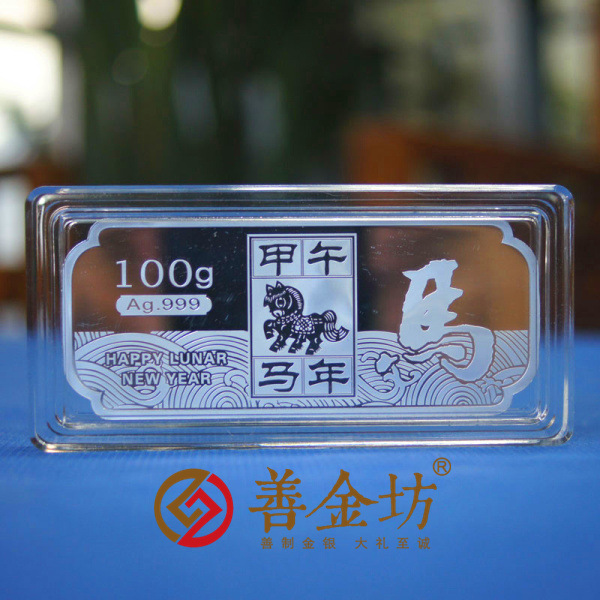 100g
Ag.999
HAPPY LUNAR
NEW YEAR
甲午
马年
馬
善金坊®
善制金银 大礼至诚